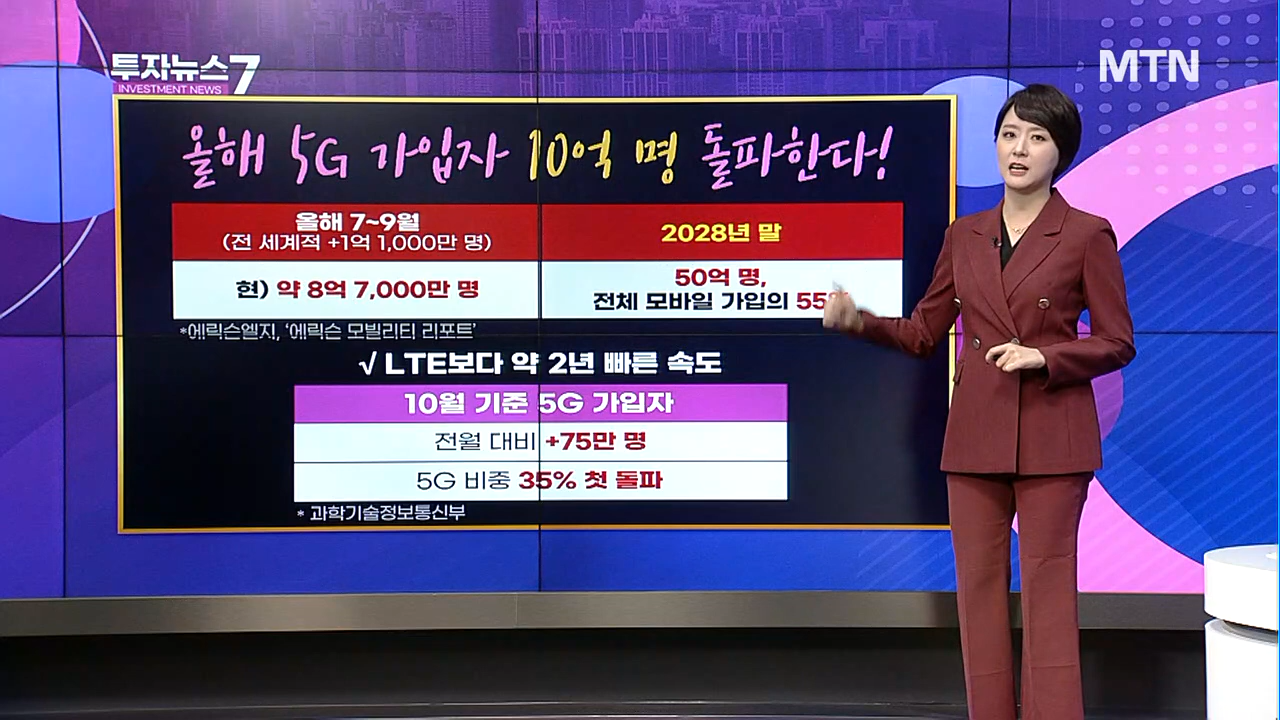 투자뉴스7
INVESTMENT NEWS
MTN
올해 5G 가입자 10억 명 돌파한다!
올해 7~9월
(전 세계적 +1억 1,000만 명)
2028년 말
현) 약 8억 7,000만 명
50억 명,
전체 모바일 가입의 55%
*에릭슨엘지, ‘에릭슨 모빌리티 리포트’
√ LTE보다 약 2년 빠른 속도
10월 기준 5G 가입자
전월 대비 +75만 명
5G 비중 35% 첫 돌파
* 과학기술정보통신부